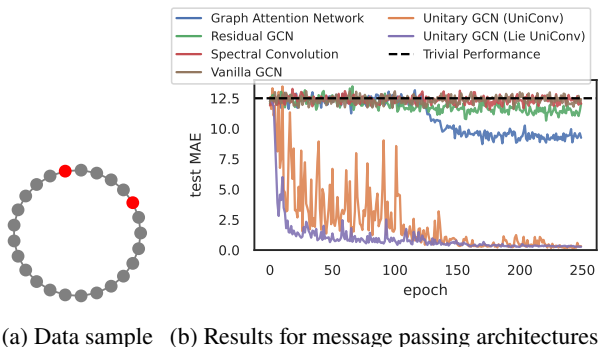 Graph Attention Network
Residual GCN
Spectral Convolution
Vanilla GCN
Unitary GCN (UniConv)
Unitary GCN (Lie UniConv)
Trivial Performance
12.5
10.0
7.5
5.0
2.5
0.0
test MAE
0 50 100 150 200 250
epoch
(a) Data sample (b) Results for message passing architectures